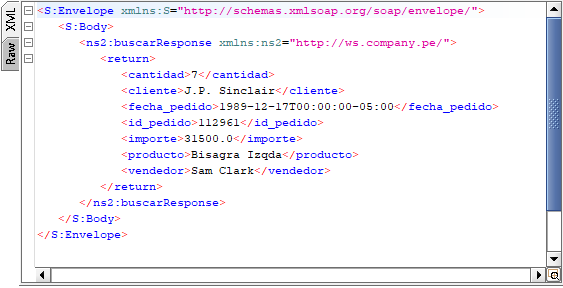 XML
Raw
<S:Envelope xmlns:S="http://schemas.xmlsoap.org/soap/envelope/">
<S:Body>
<ns2:buscarResponse xmlns:ns2="http://ws.company.pe/">
<return>
<cantidad>7</cantidad>
<cliente>J.P. Sinclair</cliente>
<fecha_pedido>1989-12-17T00:00:00-05:00</fecha_pedido>
<id_pedido>112961</id_pedido>
<importe>31500.0</importe>
<producto>Bisagra Izqda</producto>
<vendedor>Sam Clark</vendedor>
</return>
</ns2:buscarResponse>
</S:Body>
</S:Envelope>